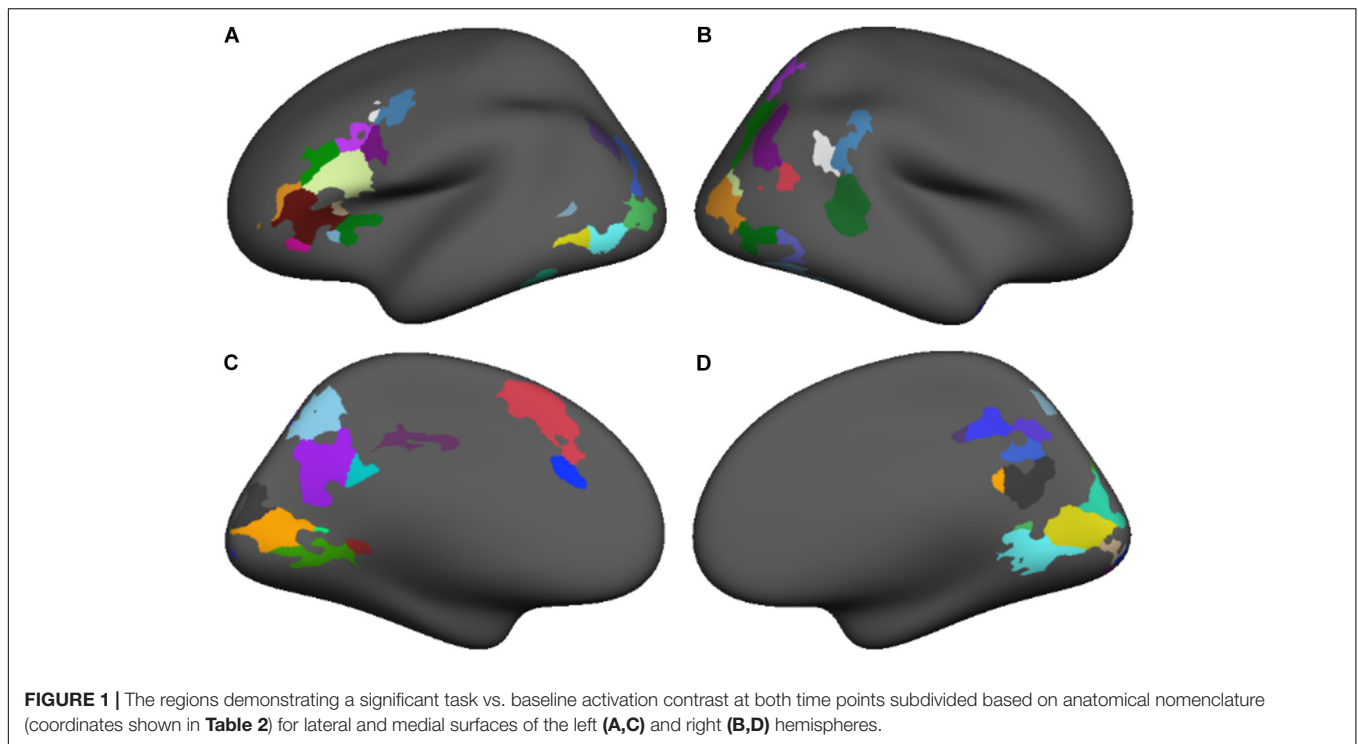 A
B
C
D
FIGURE 1 | The regions demonstrating a significant task vs. baseline activation contrast at both time points subdivided based on anatomical nomenclature
(coordinates shown in Table 2) for lateral and medial surfaces of the left (A,C) and right (B,D) hemispheres.